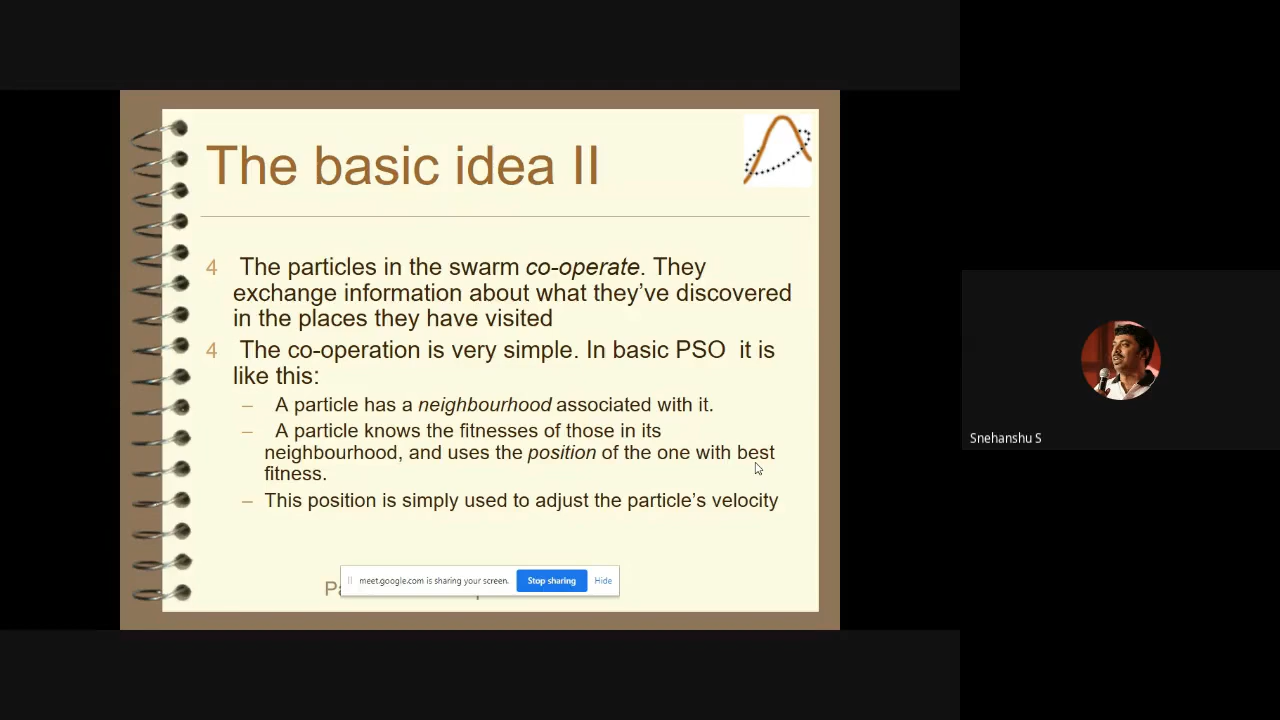 The basic idea II
4 The particles in the swarm co-operate. They
exchange information about what they’ve discovered
in the places they have visited
4 The co-operation is very simple. In basic PSO it is
like this:
– A particle has a neighbourhood associated with it.
– A particle knows the fitnesses of those in its
neighbourhood, and uses the position of the one with best
fitness.
– This position is simply used to adjust the particle’s velocity
meet.google.com is sharing your screen. Stop sharing Hide
Snehanshu S